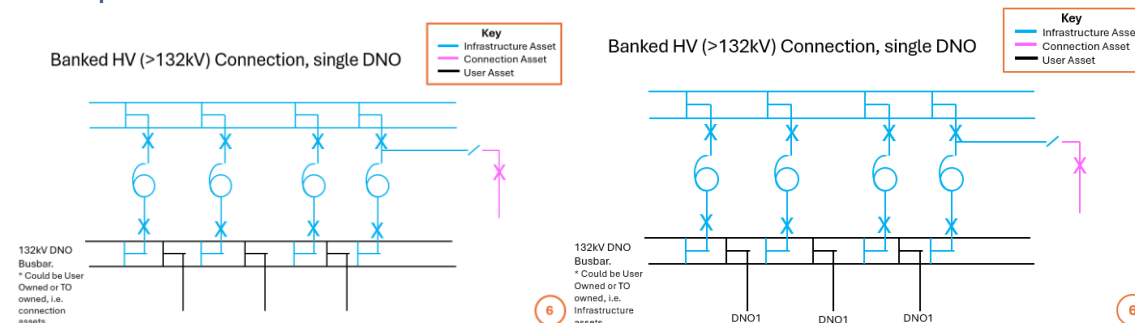 Banked HV (>132kV) Connection, single DNO
Key
Infrastructure Asset
Connection Asset
User Asset
132kV DNO
Busbar.
* Could be User
Owned or TO
owned, i.e.
connection
assets
6
Banked HV (>132kV) Connection, single DNO
Key
Infrastructure Asse
Connection Asset
User Asset
132kV DNO
Busbar.
* Could be User
Owned or TO
owned, i.e.
Infrastructure
assets
DNO1
DNO1
DNO1
6